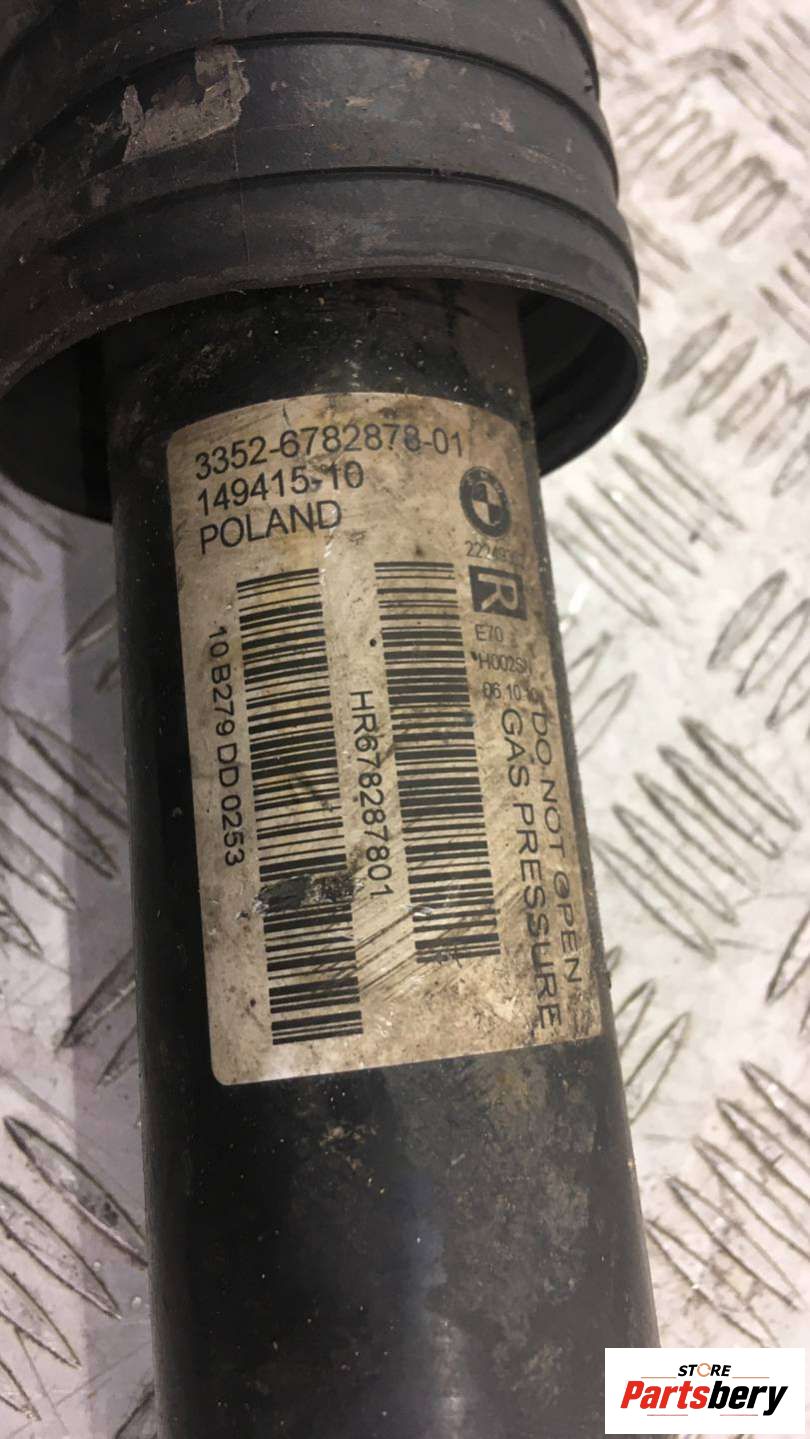 3352-6782878-01
149415-10
POLAND
R
E70
10 B279 DD 0253
HR678287801
DO NOT OPEN
GAS PRESSURE
STORE
Partsbery